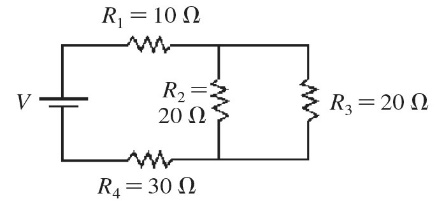 R₁ = 10 Ω
V
R₂ =
20 Ω
R₃ = 20 Ω
R₄ = 30 Ω